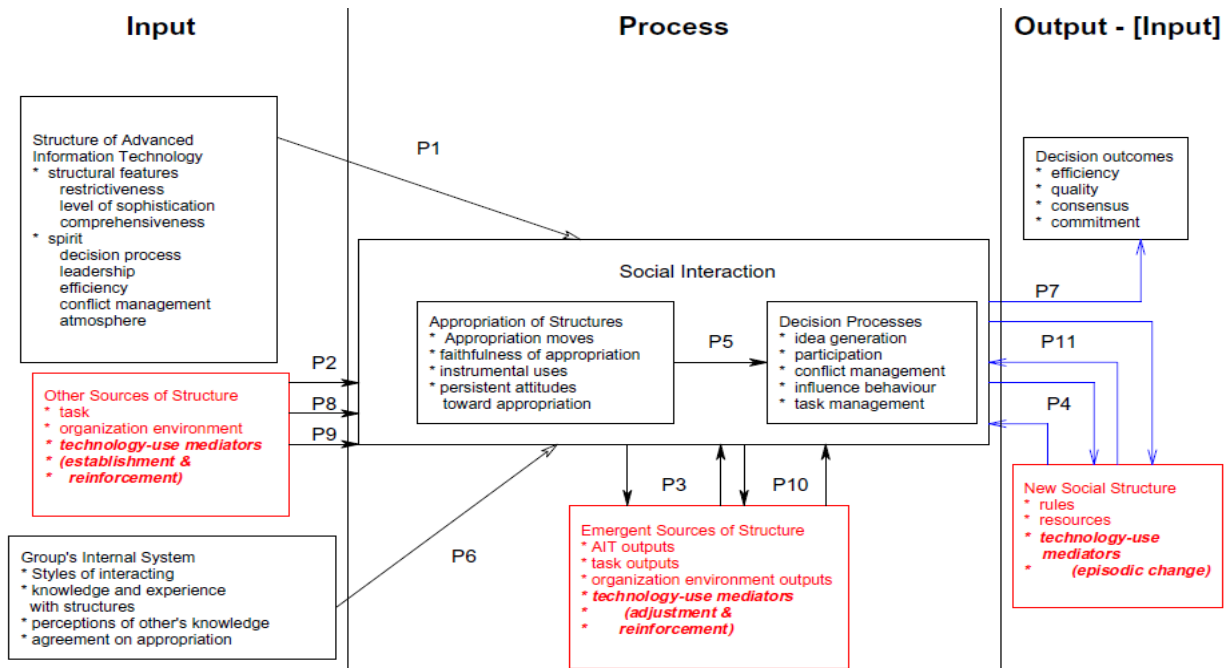 Input
Process
Output - [Input]
Structure of Advanced
Information Technology
* structural features
restrictiveness
level of sophistication
comprehensiveness
* spirit
decision process
leadership
efficiency
conflict management
atmosphere
P1
Decision outcomes
* efficiency
* quality
* consensus
* commitment
Social Interaction
Appropriation of Structures
* Appropriation moves
* faithfulness of appropriation
* instrumental uses
* persistent attitudes
toward appropriation
P5
Decision Processes
* idea generation
* participation
* conflict management
* influence behaviour
* task management
P7
P11
P4
P2
P8
P9
Other Sources of Structure
* task
* organization environment
* technology-use mediators
* (establishment &
* reinforcement)
P3
P10
Emergent Sources of Structure
* AIT outputs
* task outputs
* organization environment outputs
* technology-use mediators
* (adjustment &
* reinforcement)
New Social Structure
* rules
* resources
* technology-use
mediators
* (episodic change)
Group's Internal System
* Styles of interacting
* knowledge and experience
with structures
* perceptions of other's knowledge
* agreement on appropriation
P6